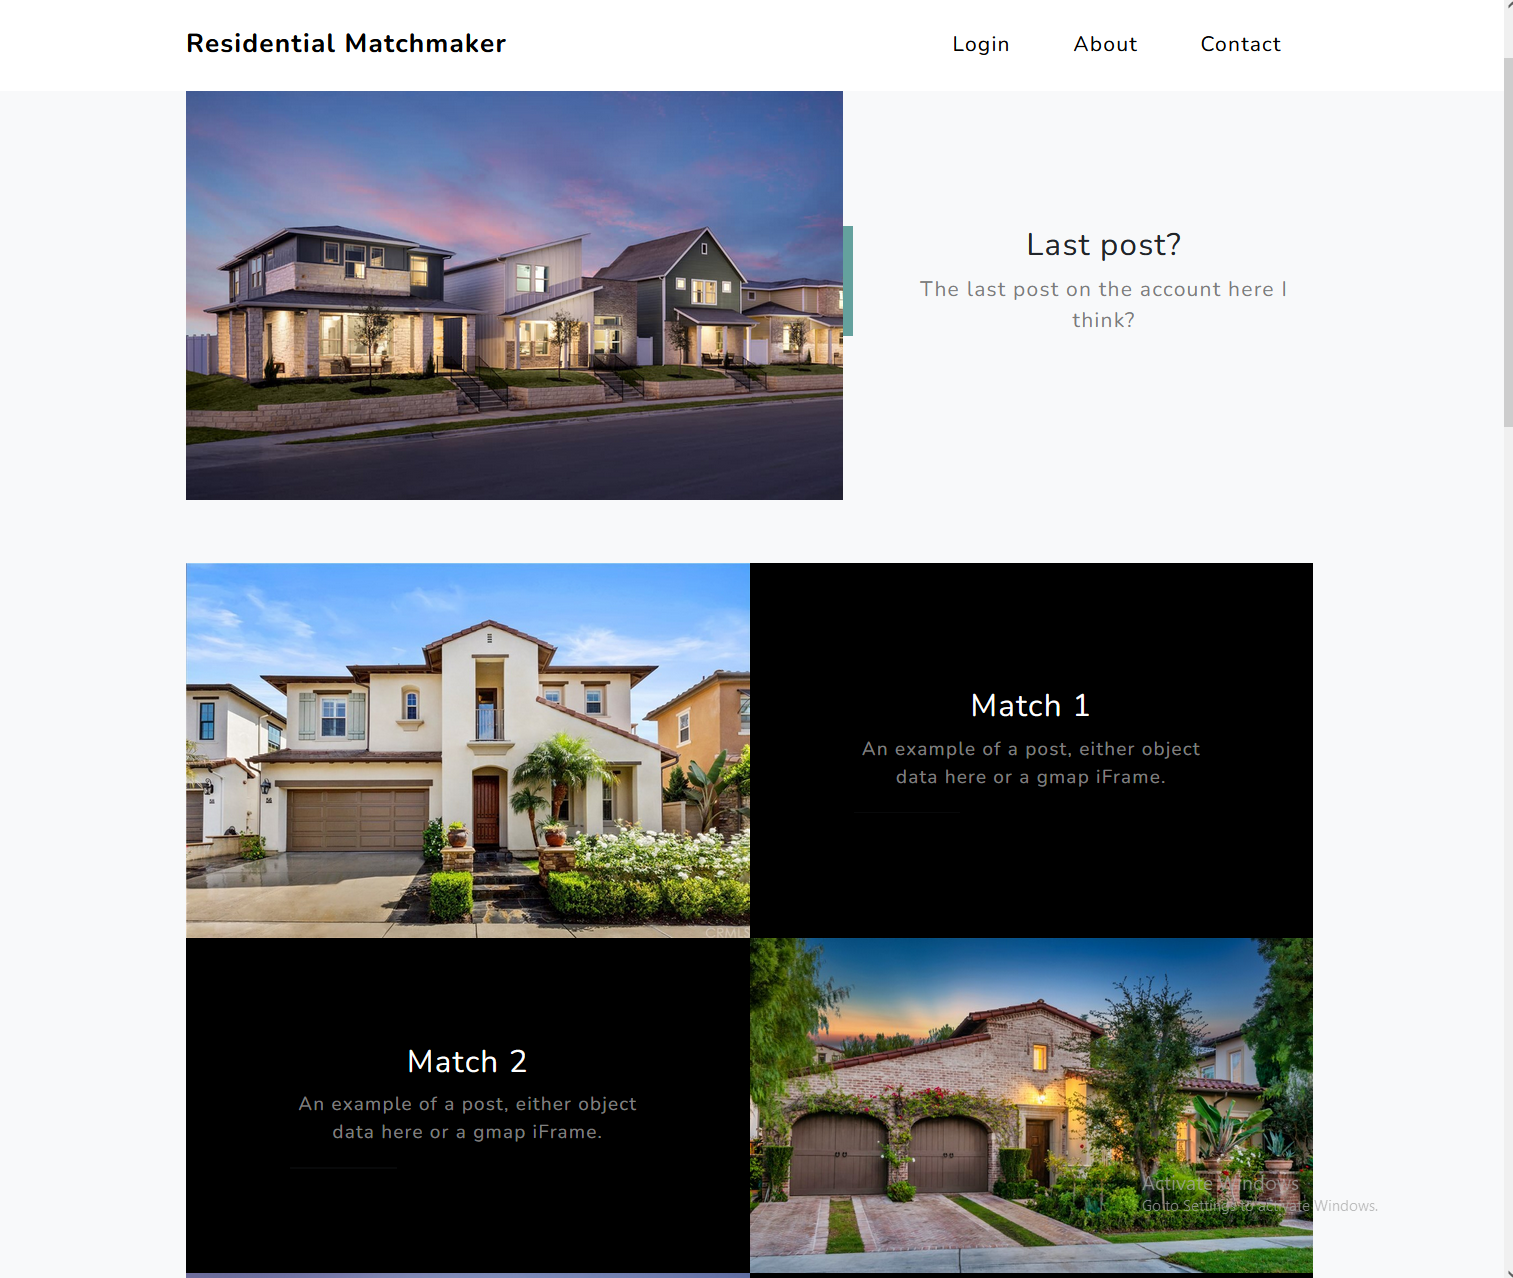 Residential Matchmaker
Login
About
Contact
Last post?
The last post on the account here I
think?
Match 1
An example of a post, either object
data here or a gmap iFrame.
CRMLS
Match 2
An example of a post, either object
data here or a gmap iFrame.
Activate Windows
Go to Settings to activate Windows.